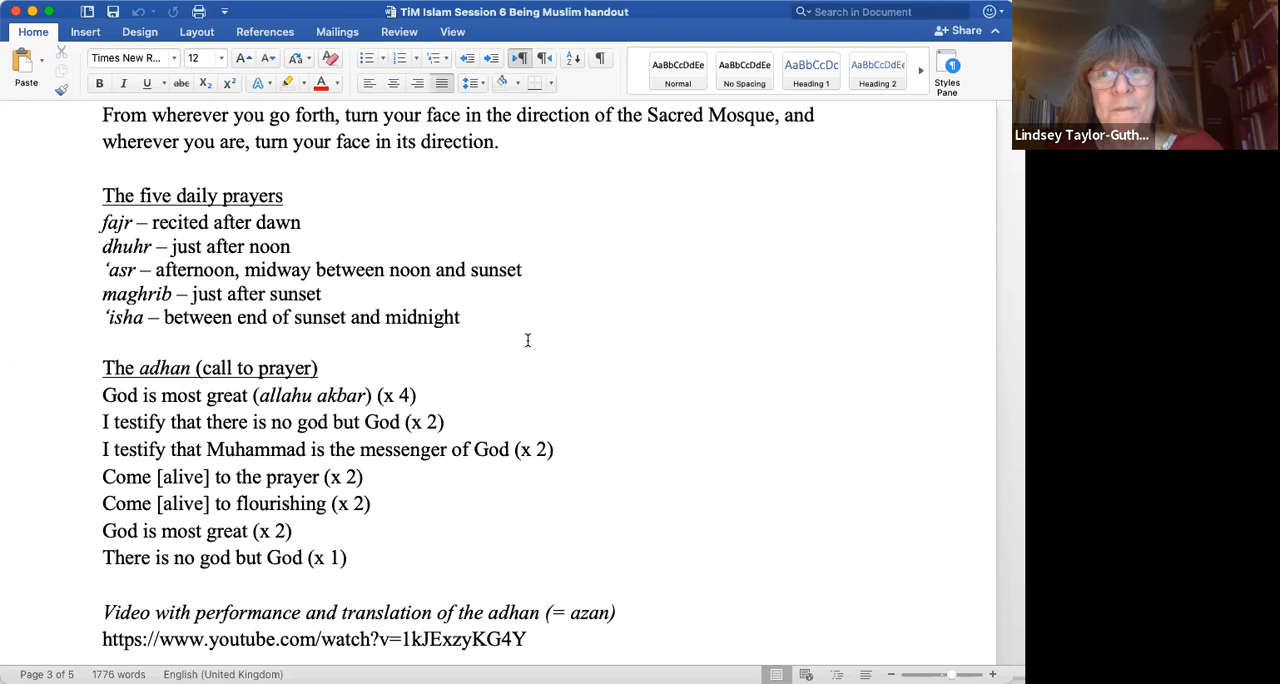 TiM Islam Session 6 Being Muslim handout
Search in Document
Home Insert Design Layout References Mailings Review View Share
Paste
Times New R... 12
AaBbCcDdEe AaBbCcDdEe AaBbCcDc AaBbCcDdEe
Normal No Spacing Heading 1 Heading 2
Styles
Pane
From wherever you go forth, turn your face in the direction of the Sacred Mosque, and
wherever you are, turn your face in its direction.
The five daily prayers
fajr – recited after dawn
dhuhr – just after noon
‘asr – afternoon, midway between noon and sunset
maghrib – just after sunset
‘isha – between end of sunset and midnight
The adhan (call to prayer)
God is most great (allahu akbar) (x 4)
I testify that there is no god but God (x 2)
I testify that Muhammad is the messenger of God (x 2)
Come [alive] to the prayer (x 2)
Come [alive] to flourishing (x 2)
God is most great (x 2)
There is no god but God (x 1)
Video with performance and translation of the adhan (= azan)
https://www.youtube.com/watch?v=1kJExzyKG4Y
Page 3 of 5 1776 words English (United Kingdom)
Lindsey Taylor-Guth...